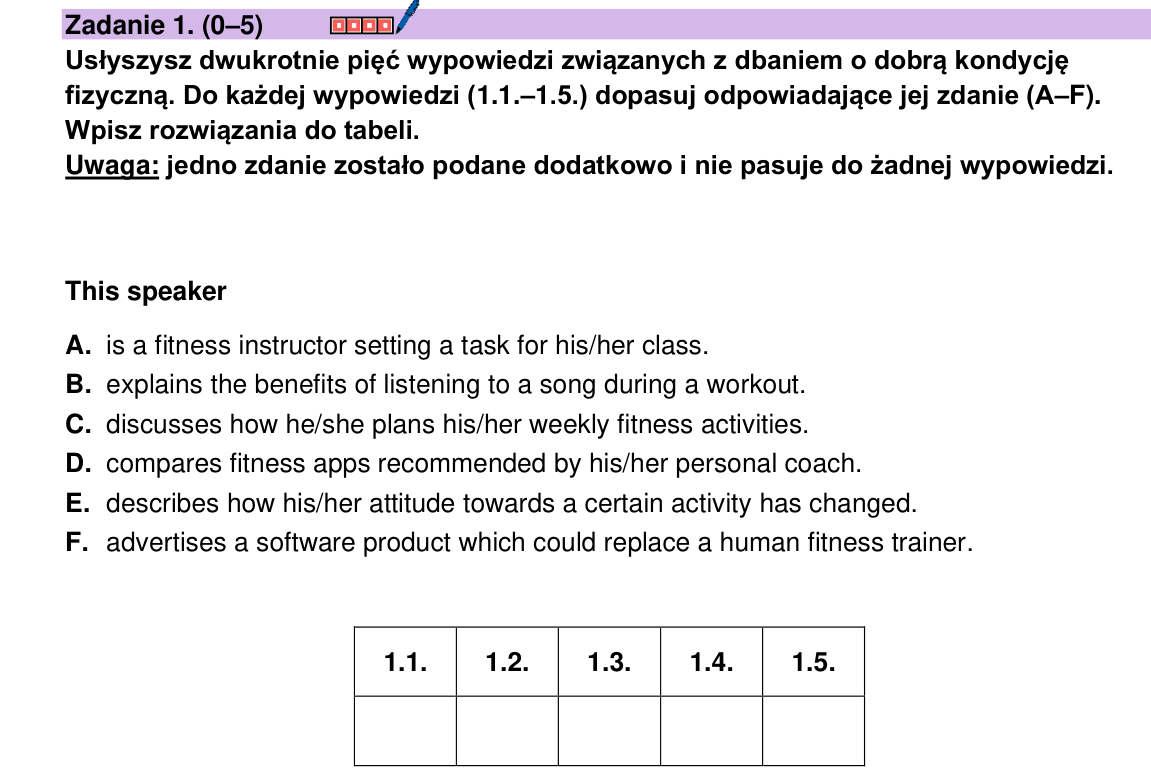 Zadanie 1. (0–5)
Usłyszysz dwukrotnie pięć wypowiedzi związanych z dbaniem o dobrą kondycję
fizyczną. Do każdej wypowiedzi (1.1.–1.5.) dopasuj odpowiadające jej zdanie (A–F).
Wpisz rozwiązania do tabeli.
Uwaga: jedno zdanie zostało podane dodatkowo i nie pasuje do żadnej wypowiedzi.
This speaker
A. is a fitness instructor setting a task for his/her class.
B. explains the benefits of listening to a song during a workout.
C. discusses how he/she plans his/her weekly fitness activities.
D. compares fitness apps recommended by his/her personal coach.
E. describes how his/her attitude towards a certain activity has changed.
F. advertises a software product which could replace a human fitness trainer.
1.1. 1.2. 1.3. 1.4. 1.5.